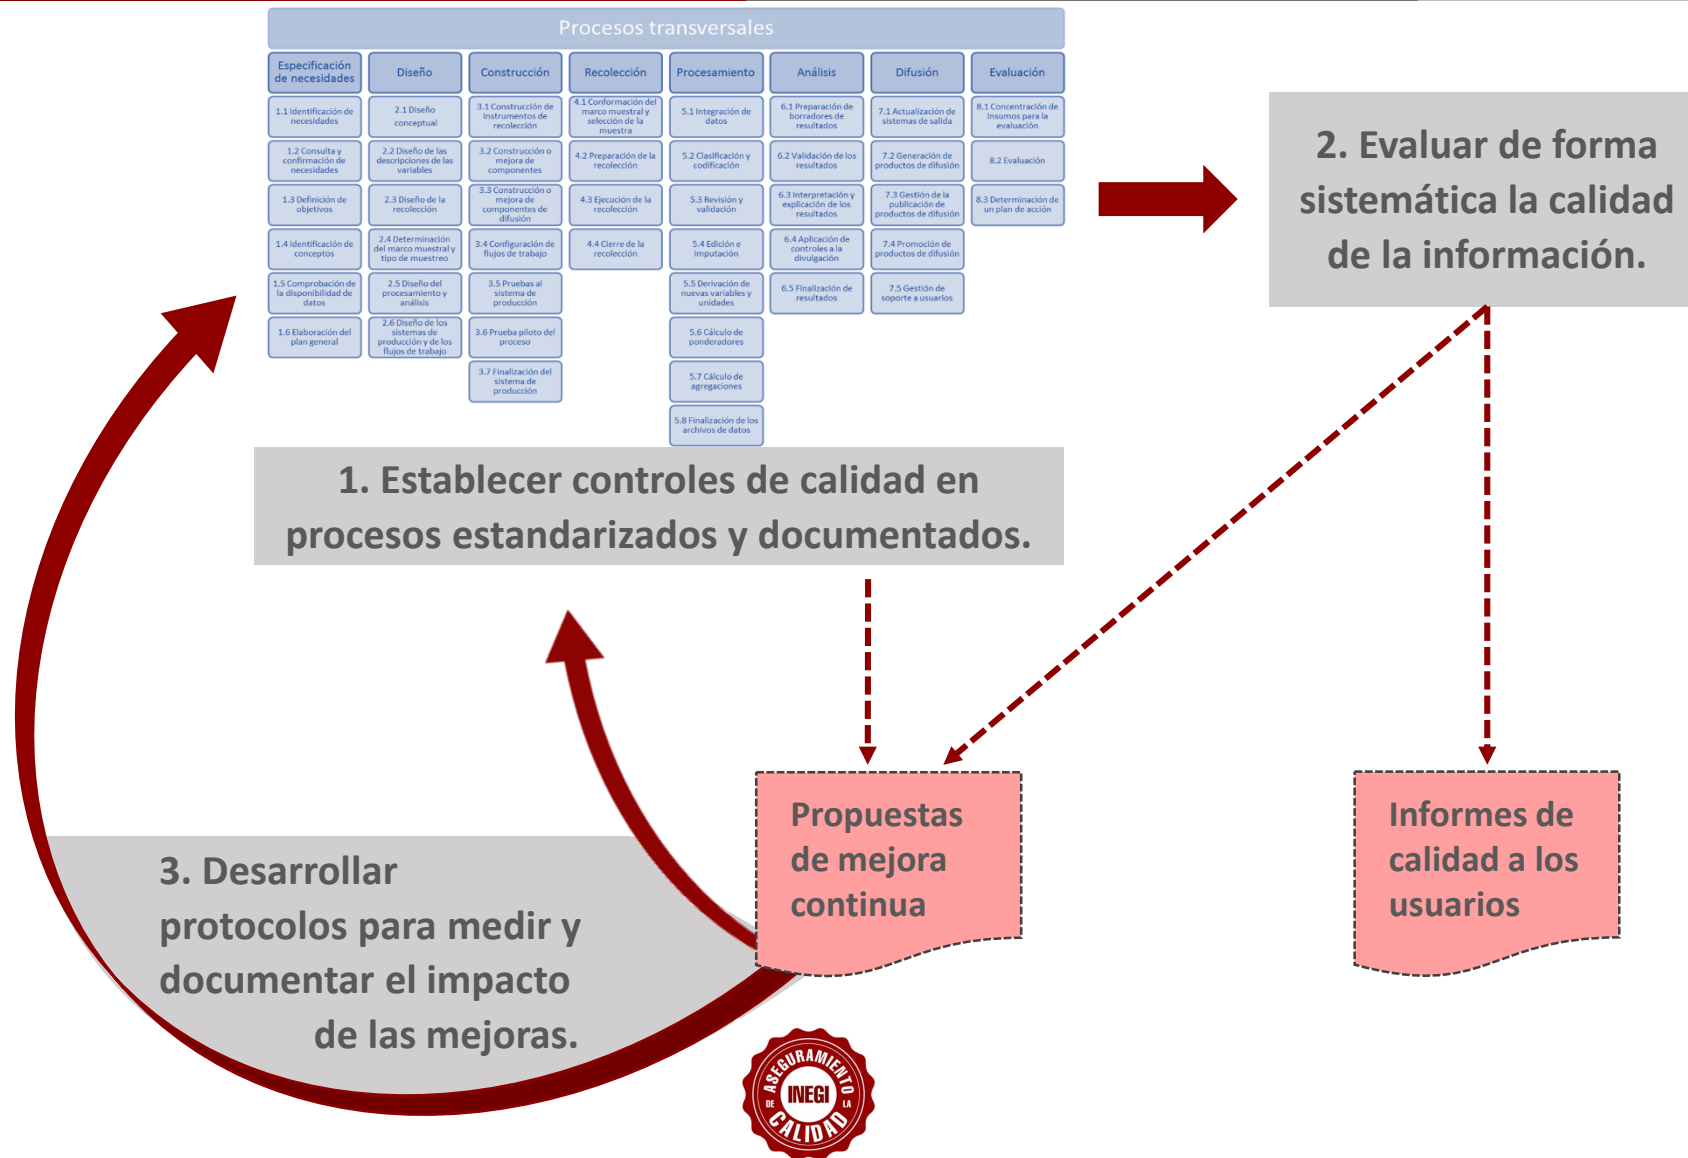 Procesos transversales
Especificación
de necesidades
1.1 Identificación de
necesidades
1.2 Consulta y
confirmación de
necesidades
1.3 Definición de
objetivos
1.4 Identificación de
conceptos
1.5 Comprobación de
la disponibilidad de
datos
1.6 Elaboración del
plan general
Diseño
2.1 Diseño
conceptual
2.2 Diseño de las
descripciones de las
variables
2.3 Diseño de la
recolección
2.4 Determinación
del marco muestral y
tipo de muestreo
2.5 Diseño del
procesamiento y
análisis
2.6 Diseño de los
sistemas de
producción y de los
flujos de trabajo
Construcción
3.1 Construcción de
instrumentos de
recolección
3.2 Construcción o
mejora de
componentes
3.3 Construcción o
mejora de
componentes de
difusión
3.4 Configuración de
flujos de trabajo
3.5 Pruebas al
sistema de
producción
3.6 Prueba piloto del
proceso
3.7 Finalización del
sistema de
producción
Recolección
4.1 Conformación del
marco muestral y
selección de la
muestra
4.2 Preparación de la
recolección
4.3 Ejecución de la
recolección
4.4 Cierre de la
recolección
Procesamiento
5.1 Integración de
datos
5.2 Clasificación y
codificación
5.3 Revisión y
validación
5.4 Edición e
imputación
5.5 Derivación de
nuevas variables y
unidades
5.6 Cálculo de
ponderadores
5.7 Cálculo de
agregaciones
5.8 Finalización de los
archivos de datos
Análisis
6.1 Preparación de
borradores de
resultados
6.2 Validación de los
resultados
6.3 Interpretación y
explicación de los
resultados
6.4 Aplicación de
controles a la
divulgación
6.5 Finalización de
resultados
Difusión
7.1 Actualización de
sistemas de salida
7.2 Generación de
productos de difusión
7.3 Gestión de la
publicación de
productos de difusión
7.4 Promoción de
productos de difusión
7.5 Gestión de
soporte a usuarios
Evaluación
8.1 Concentración de
insumos para la
evaluación
8.2 Evaluación
8.3 Determinación de
un plan de acción
1. Establecer controles de calidad en
procesos estandarizados y documentados.
2. Evaluar de forma
sistemática la calidad
de la información.
Propuestas
de mejora
continua
Informes de
calidad a los
usuarios
3. Desarrollar
protocolos para medir y
documentar el impacto
de las mejoras.
ASEGURAMIENTO
DE
INEGI
LA
CALIDAD